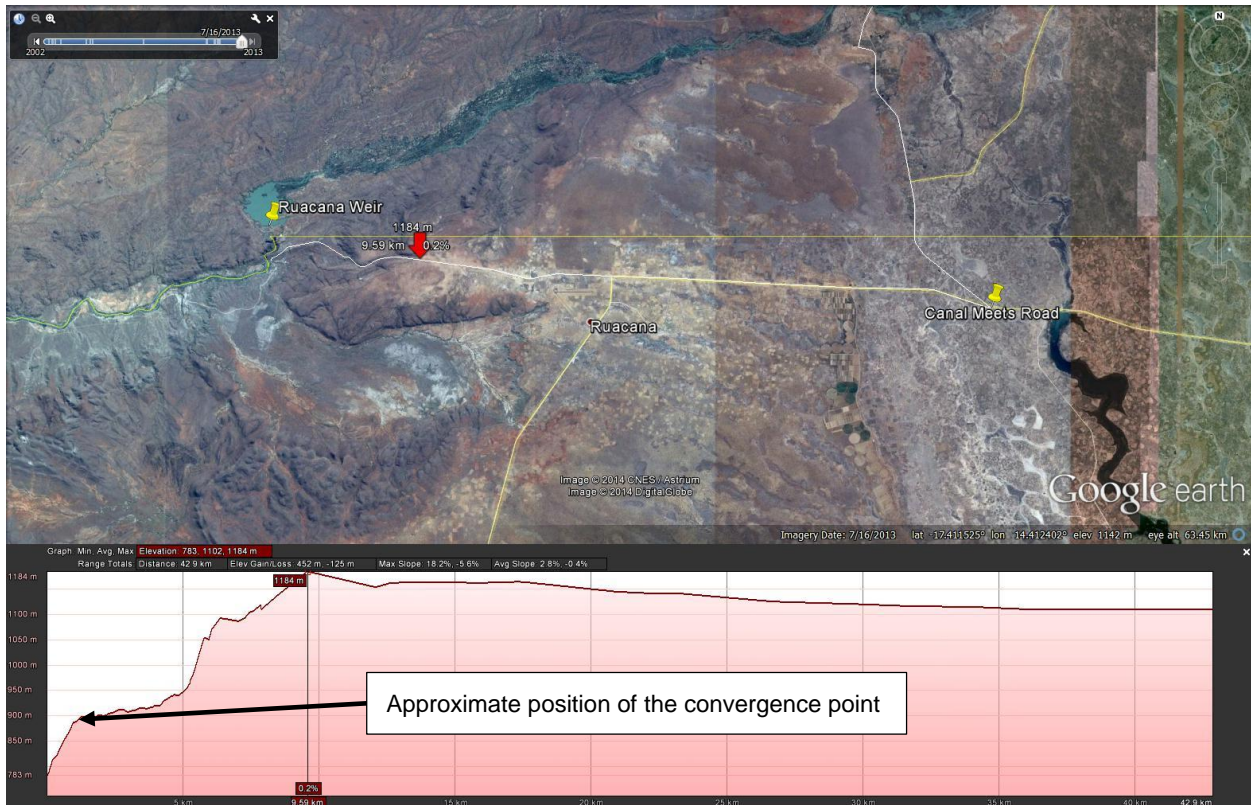 7/16/2013
2002
2013
N
Ruacana Weir
1184 m
9.59 km
0.2%
Canal Meets Road
Ruacana
Image © 2014 CNES / Astrium
Image © 2014 DigitalGlobe
Google earth
Imagery Date: 7/16/2013 lat -17.411525° lon 14.412402° elev 1142 m eye alt 63.45 km
Graph: Min, Avg, Max Elevation: 783, 1102, 1184 m
Range Totals: Distance: 42.9 km Elev Gain/Loss: 452 m, -125 m Max Slope: 18.2%, -5.6% Avg Slope: 2.8%, -0.4%
1184 m
1184 m
1100 m
1050 m
1000 m
950 m
900 m
850 m
783 m
Approximate position of the convergence point
0.2%
5 km
9.59 km
15 km
20 km
25 km
30 km
35 km
40 km
42.9 km